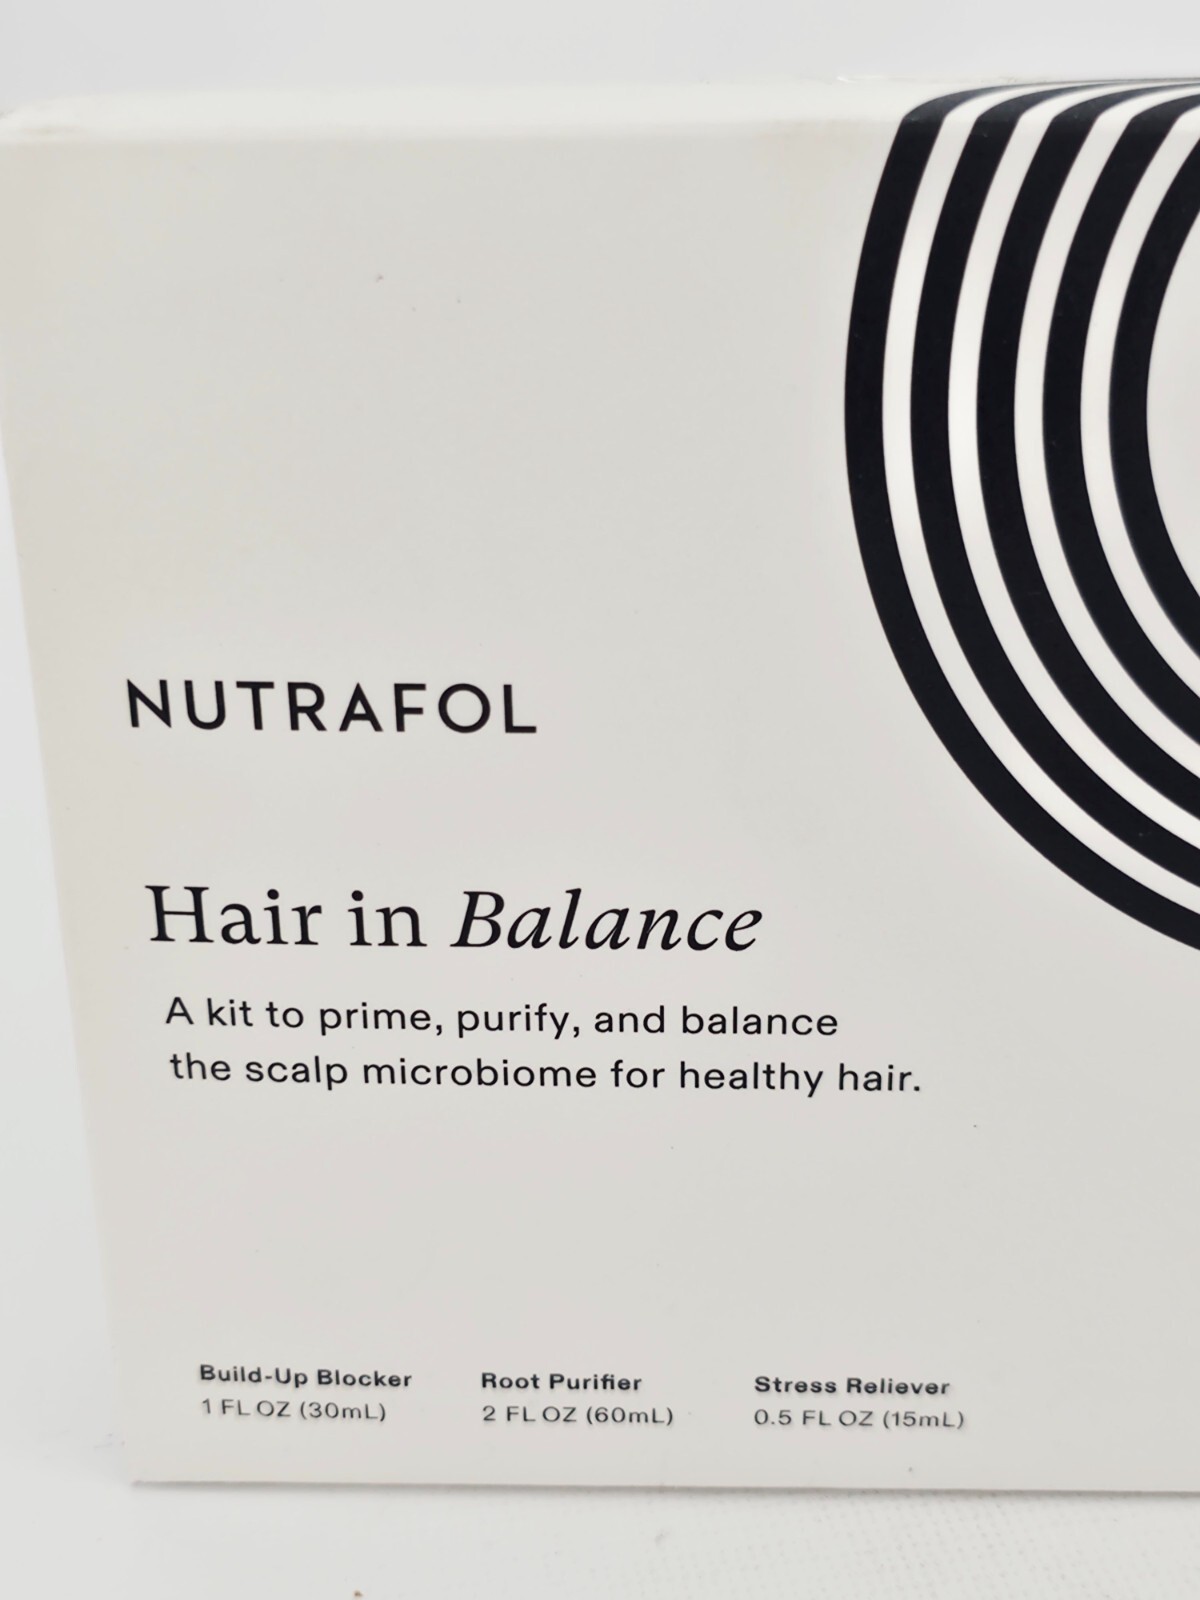 NUTRAFOL
Hair in Balance
A kit to prime, purify, and balance
the scalp microbiome for healthy hair.
Build-Up Blocker
1 FL OZ (30mL)
Root Purifier
2 FL OZ (60mL)
Stress Reliever
0.5 FL OZ (15mL)